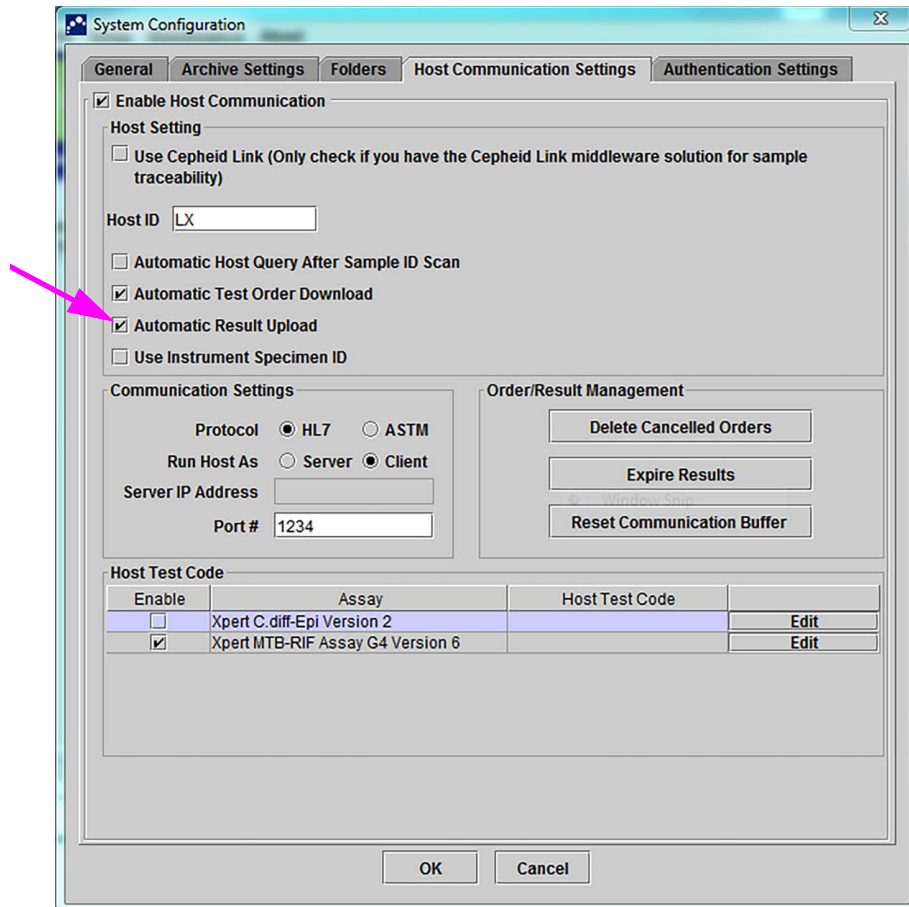 System Configuration
General Archive Settings Folders Host Communication Settings Authentication Settings
Enable Host Communication
Host Setting
Use Cepheid Link (Only check if you have the Cepheid Link middleware solution for sample
traceability)
Host ID LX
Automatic Host Query After Sample ID Scan
Automatic Test Order Download
Automatic Result Upload
Use Instrument Specimen ID
Communication Settings
Protocol HL7 ASTM
Run Host As Server Client
Server IP Address
Port # 1234
Order/Result Management
Delete Cancelled Orders
Expire Results
Window Snip
Reset Communication Buffer
Host Test Code
Enable Assay Host Test Code
Xpert C.diff-Epi Version 2 Edit
Xpert MTB-RIF Assay G4 Version 6 Edit
OK Cancel